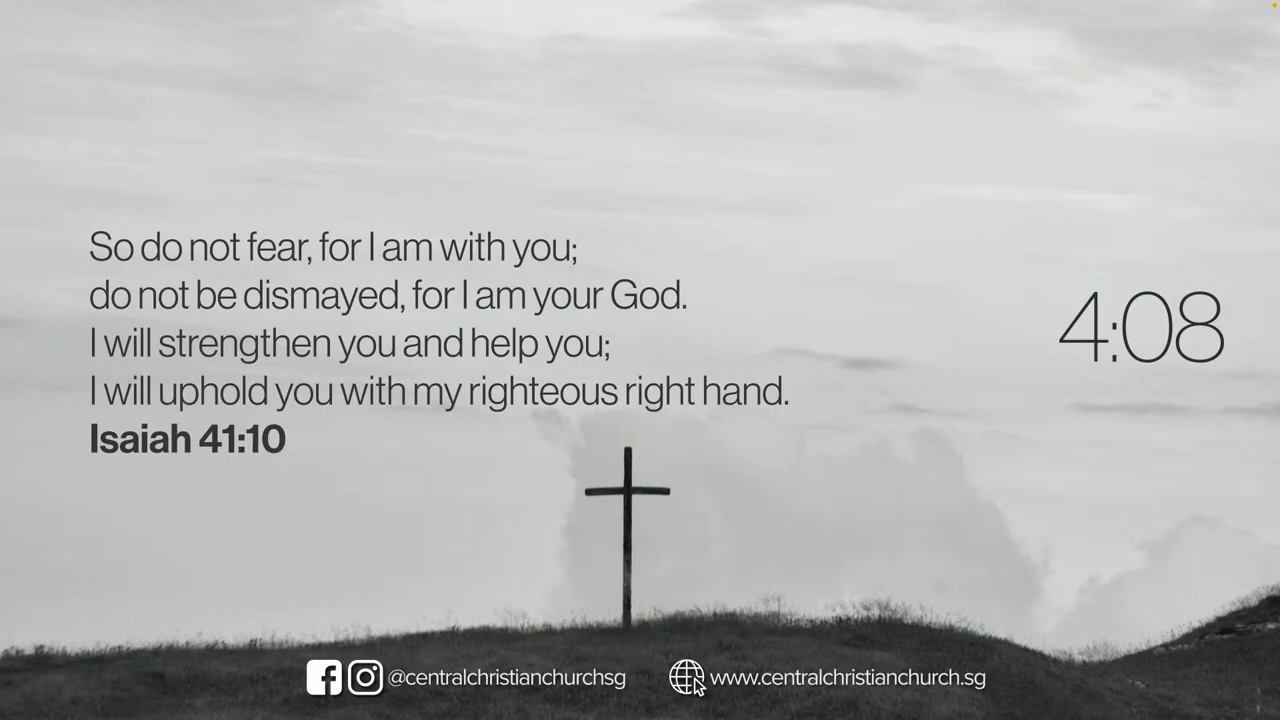 So do not fear, for I am with you;
do not be dismayed, for I am your God.
I will strengthen you and help you;
I will uphold you with my righteous right hand.
Isaiah 41:10
4:08
@centralchristianchurchsg
www.centralchristianchurch.sg